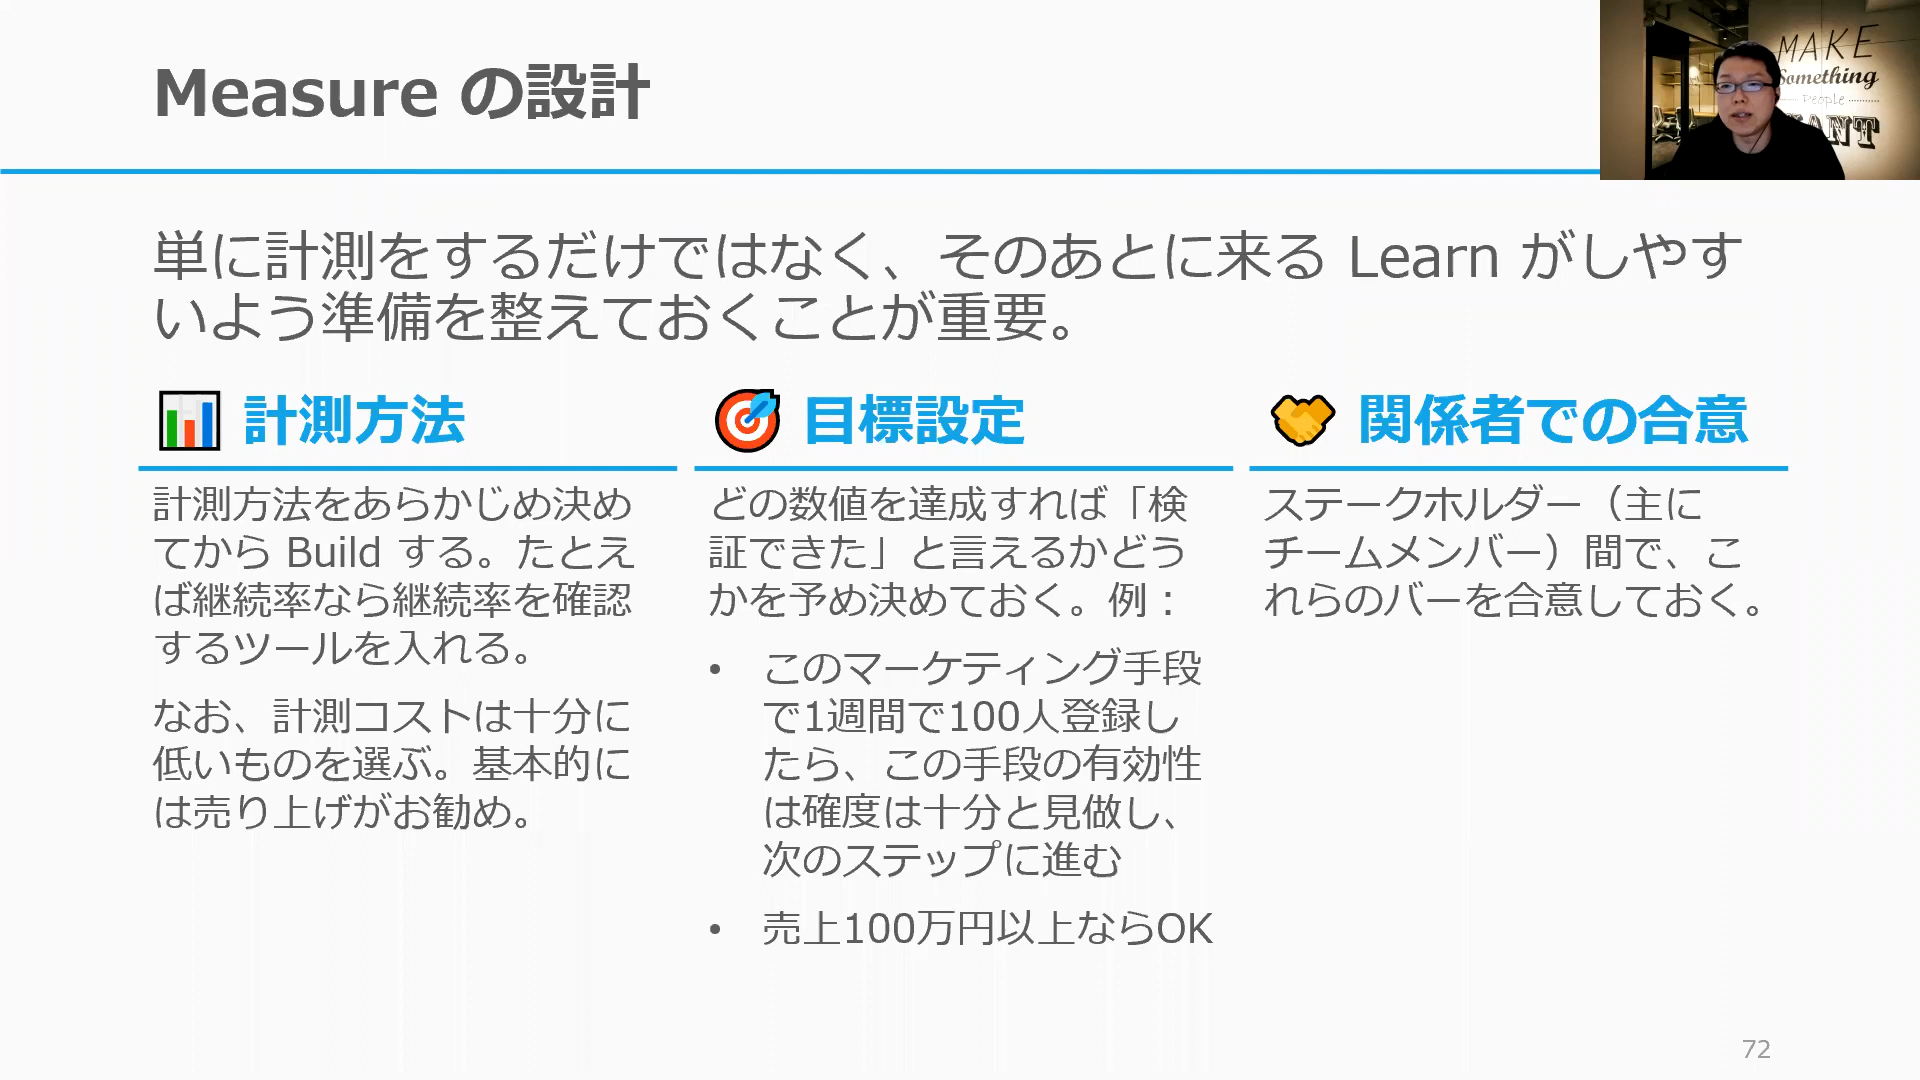 Measure の設計
MAKE
Something
People
WANT
単に計測をするだけではなく、そのあとに来る Learn がしやす
いよう準備を整えておくことが重要。
計測方法
計測方法をあらかじめ決め
てから Build する。たとえ
ば継続率なら継続率を確認
するツールを入れる。
なお、計測コストは十分に
低いものを選ぶ。基本的に
は売り上げがお勧め。
目標設定
どの数値を達成すれば「検
証できた」と言えるかどう
かを予め決めておく。例：
• このマーケティング手段
で1週間で100人登録し
たら、この手段の有効性
は確度は十分と見做し、
次のステップに進む
• 売上100万円以上ならOK
関係者での合意
ステークホルダー（主に
チームメンバー）間で、こ
れらのバーを合意しておく。
72